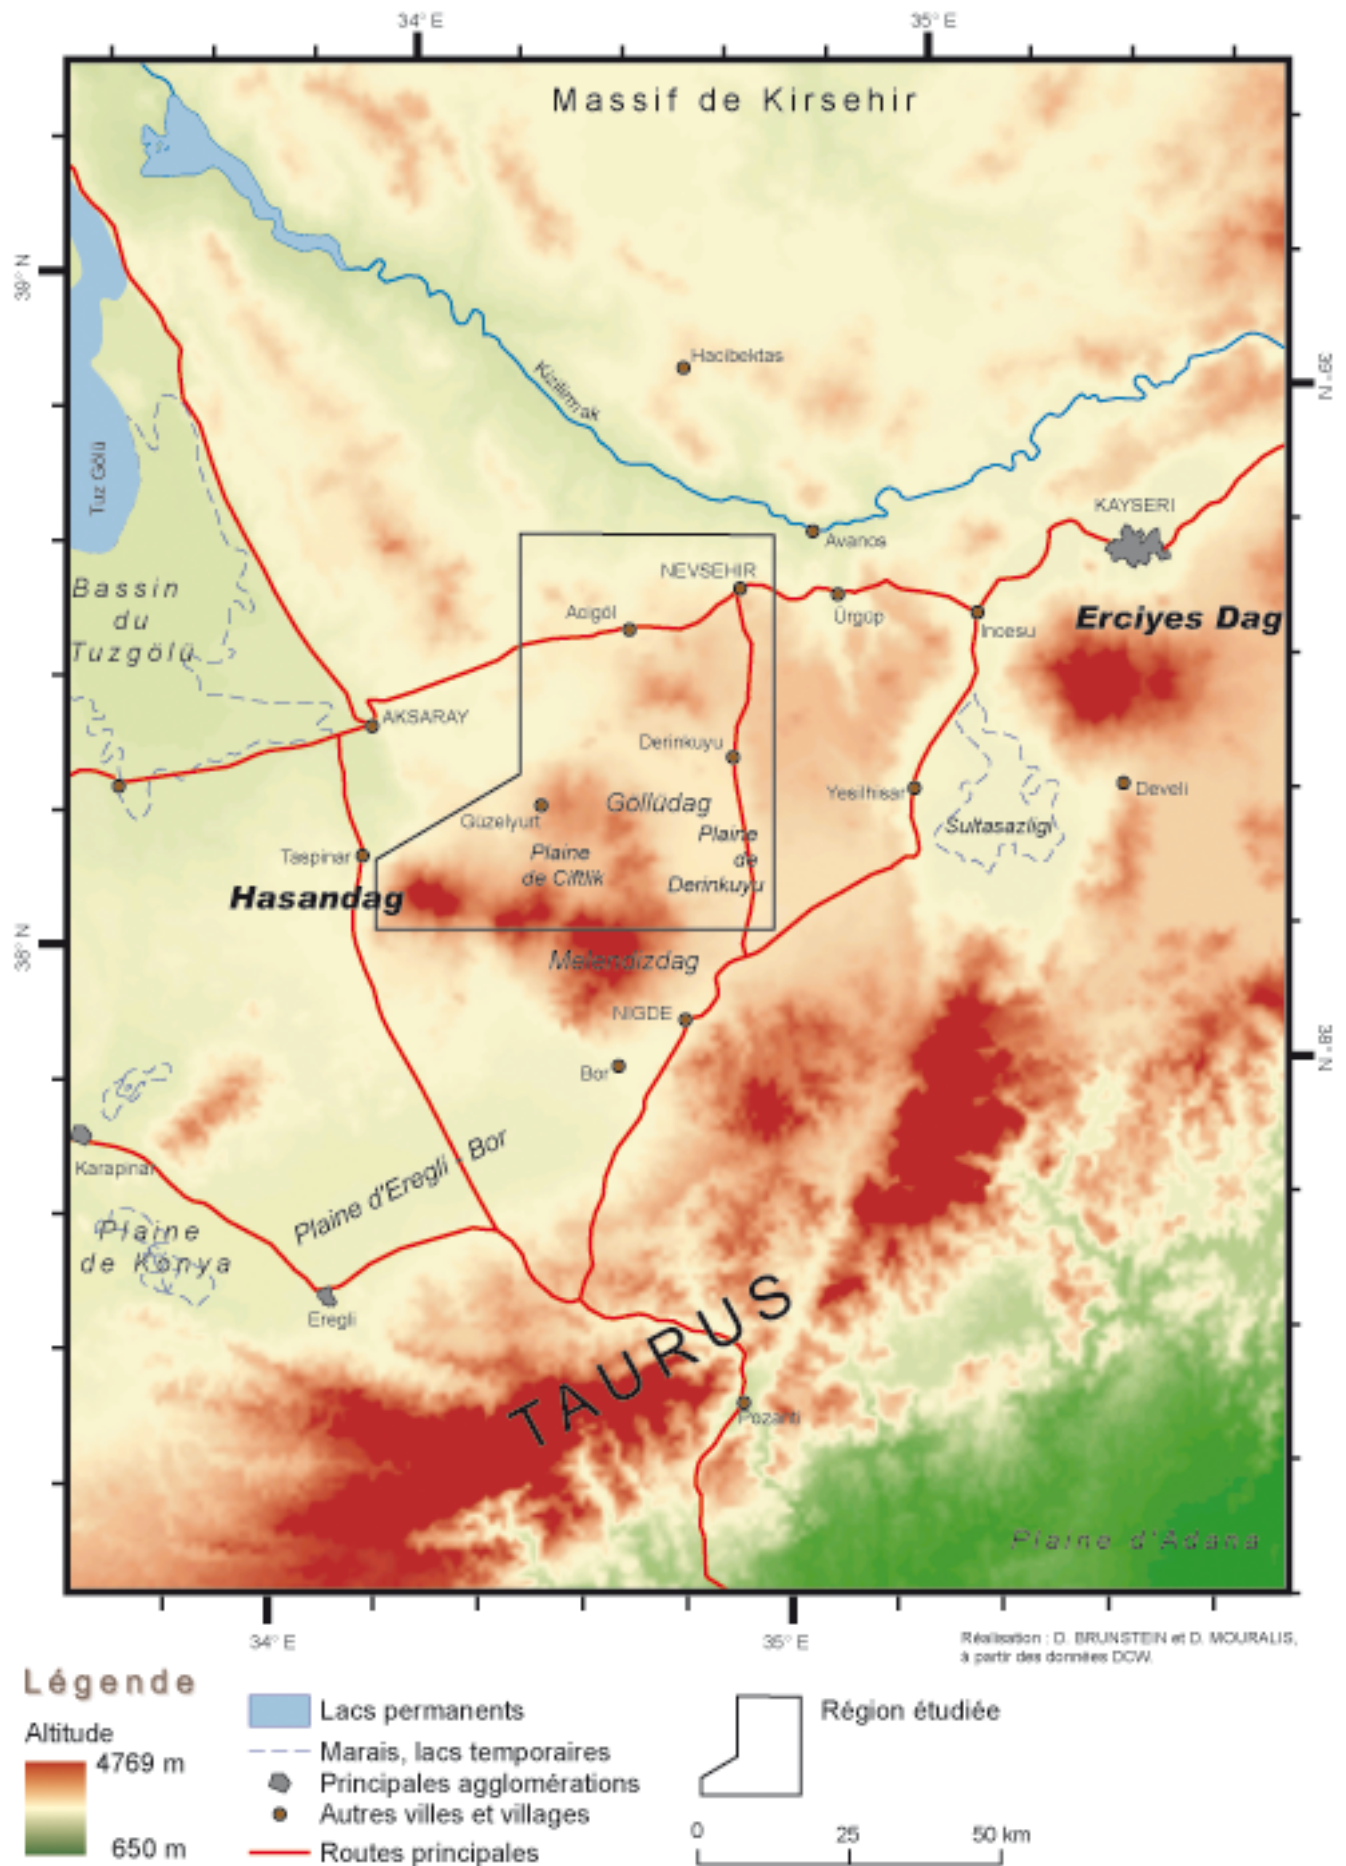 34° E
35° E
Massif de Kirsehir
39° N
Hacibektas
39° N
Kizilirmak
Tuz Gölü
KAYSERI
Avanos
Bassin
du
Tuzgölü
NEVSEHIR
Acigöl
Ürgüp
Incesu
Erciyes Dag
AKSARAY
Derinkuyu
Yesilhisar
Develi
Göllüdag
Güzelyurt
Sultasazligi
Plaine
de
Derinkuyu
Taspinar
Plaine
de Ciftlik
Hasandag
38° N
Melendizdag
NIGDE
38° N
Bor
Karapinar
Plaine d'Eregli - Bor
Plaine
de Konya
Eregli
TAURUS
Pozanti
Plaine d'Adana
34° E
35° E
Réalisation : D. BRUNSTEIN et D. MOURALIS,
à partir des données DCW.
Légende
Altitude
4769 m
650 m
Lacs permanents
Marais, lacs temporaires
Principales agglomérations
Autres villes et villages
Routes principales
Région étudiée
0 25 50 km